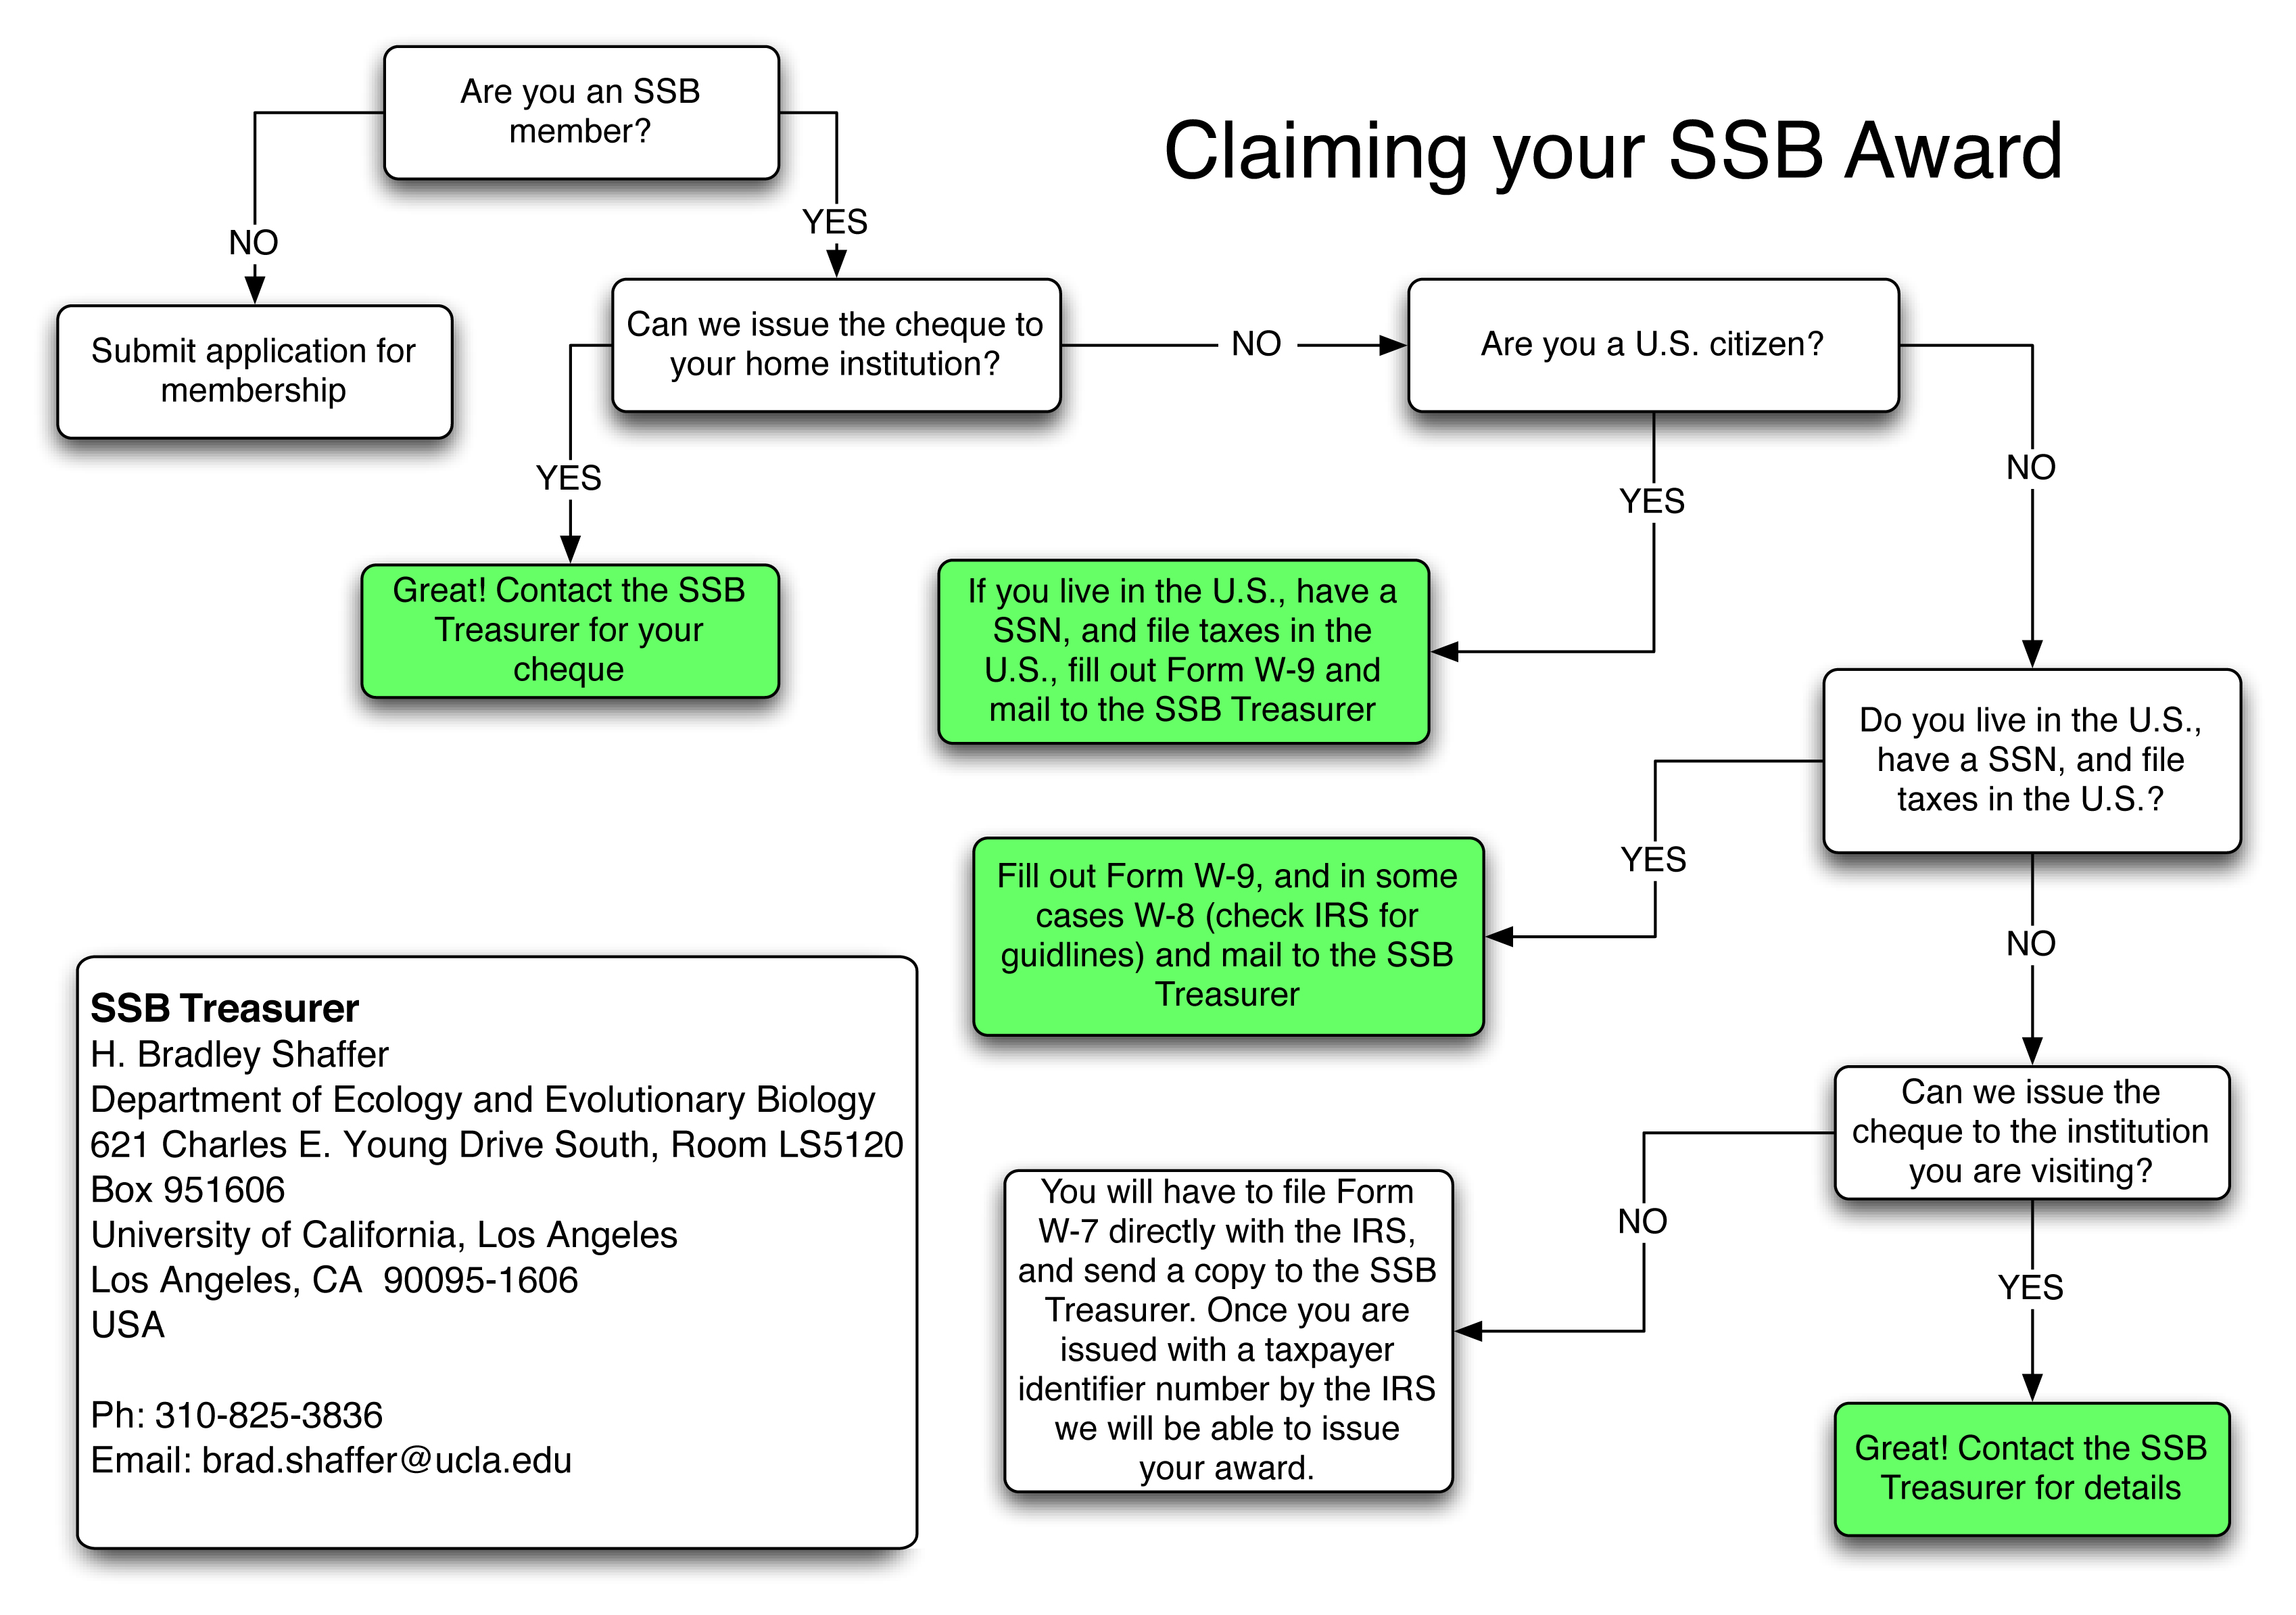 Claiming your SSB Award
Are you an SSB
member?
NO
YES
Submit application for
membership
Can we issue the cheque to
your home institution?
NO
Are you a U.S. citizen?
YES
Great! Contact the SSB
Treasurer for your
cheque
YES
NO
If you live in the U.S., have a
SSN, and file taxes in the
U.S., fill out Form W-9 and
mail to the SSB Treasurer
Do you live in the U.S.,
have a SSN, and file
taxes in the U.S.?
YES
NO
Fill out Form W-9, and in some
cases W-8 (check IRS for
guidlines) and mail to the SSB
Treasurer
Can we issue the
cheque to the institution
you are visiting?
NO
YES
You will have to file Form
W-7 directly with the IRS,
and send a copy to the SSB
Treasurer. Once you are
issued with a taxpayer
identifier number by the IRS
we will be able to issue
your award.
Great! Contact the SSB
Treasurer for details
SSB Treasurer
H. Bradley Shaffer
Department of Ecology and Evolutionary Biology
621 Charles E. Young Drive South, Room LS5120
Box 951606
University of California, Los Angeles
Los Angeles, CA  90095-1606
USA
Ph: 310-825-3836
Email: brad.shaffer@ucla.edu